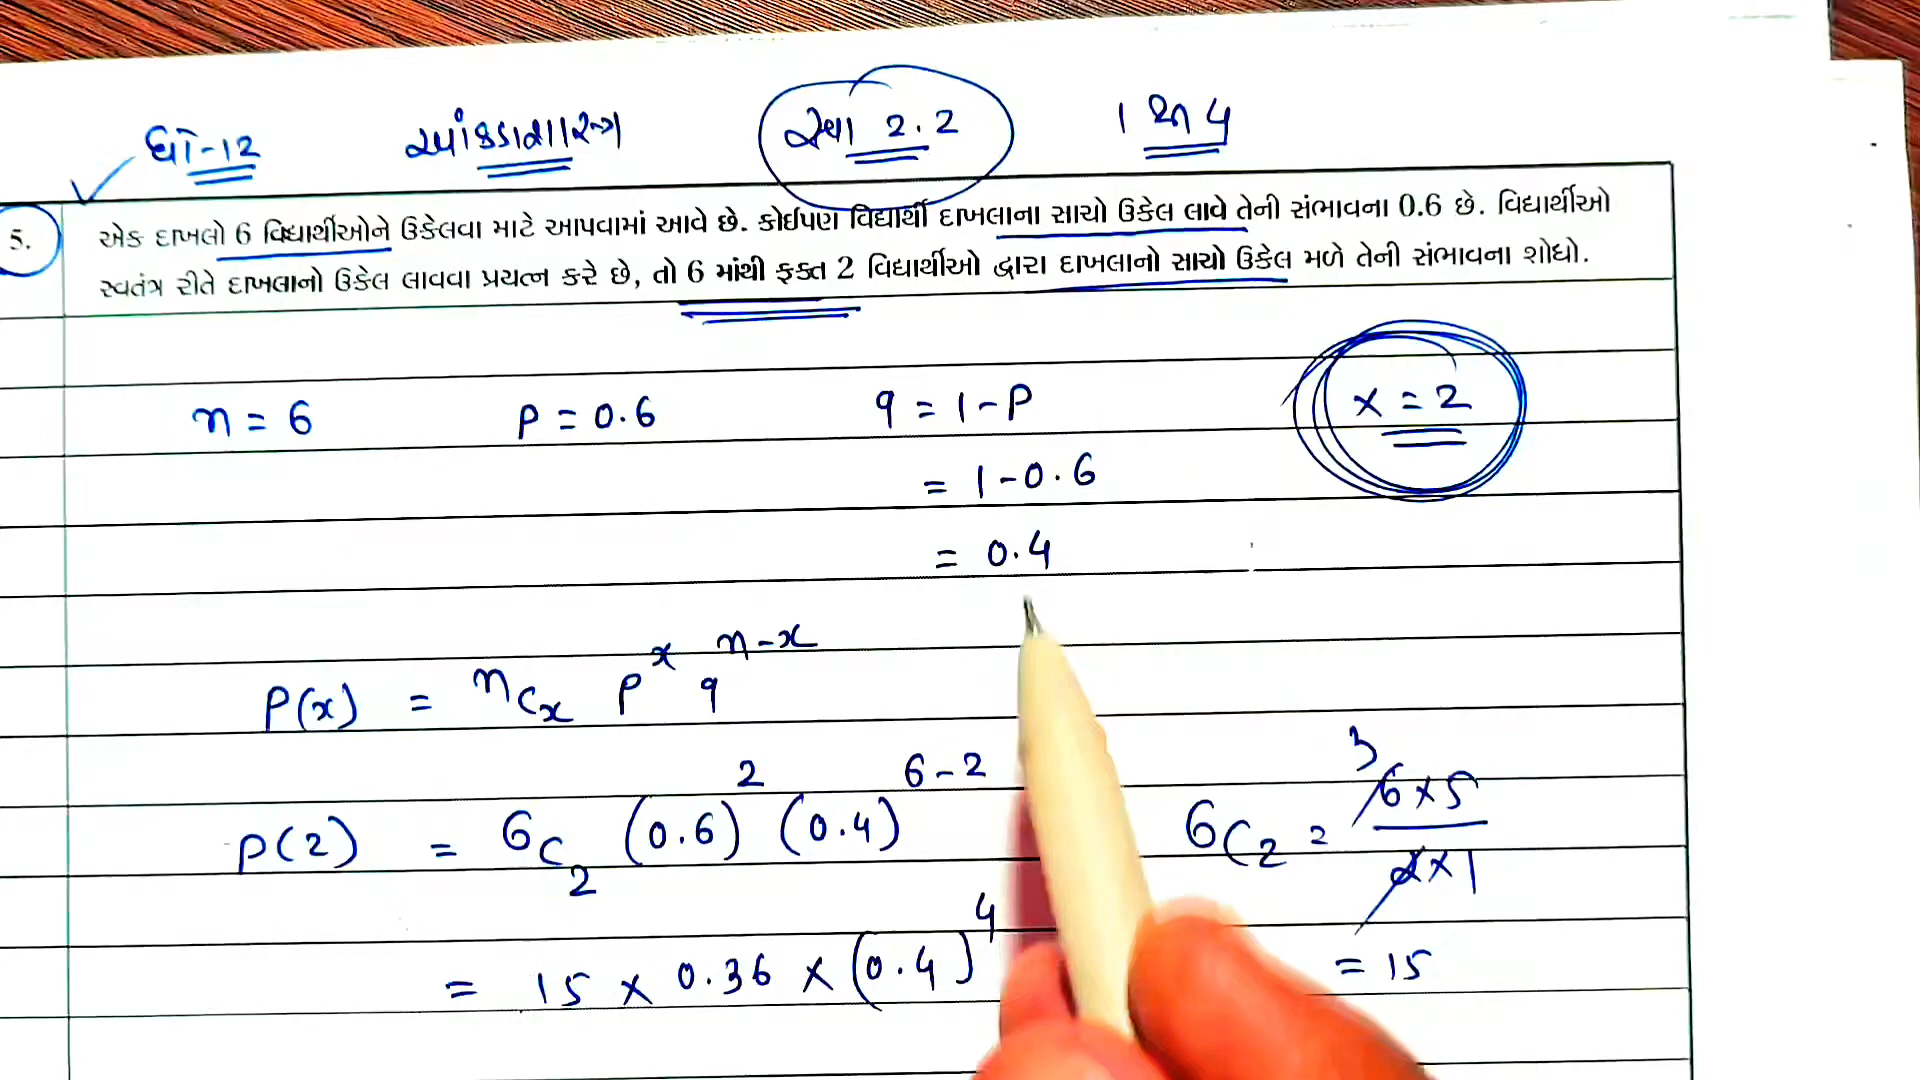 ધો-12 આંકડાશાસ્ત્ર સ્વા 2.2 1 થી 4
5. એક દાખલો 6 વિદ્યાર્થીઓને ઉકેલવા માટે આપવામાં આવે છે. કોઈપણ વિદ્યાર્થી દાખલાના સાચો ઉકેલ લાવે તેની સંભાવના 0.6 છે. વિદ્યાર્થીઓ
સ્વતંત્ર રીતે દાખલાનો ઉકેલ લાવવા પ્રયત્ન કરે છે, તો 6 માંથી ફક્ત 2 વિદ્યાર્થીઓ દ્વારા દાખલાનો સાચો ઉકેલ મળે તેની સંભાવના શોધો.
n = 6 p = 0.6 q = 1 - p x = 2
= 1 - 0.6
= 0.4
P(x) = nCx p^x q^n-x
P(2) = 6C2 (0.6)^2 (0.4)^6-2 6C2 = 3 6×5 / 2×1
= 15 × 0.36 × (0.4)^4 = 15